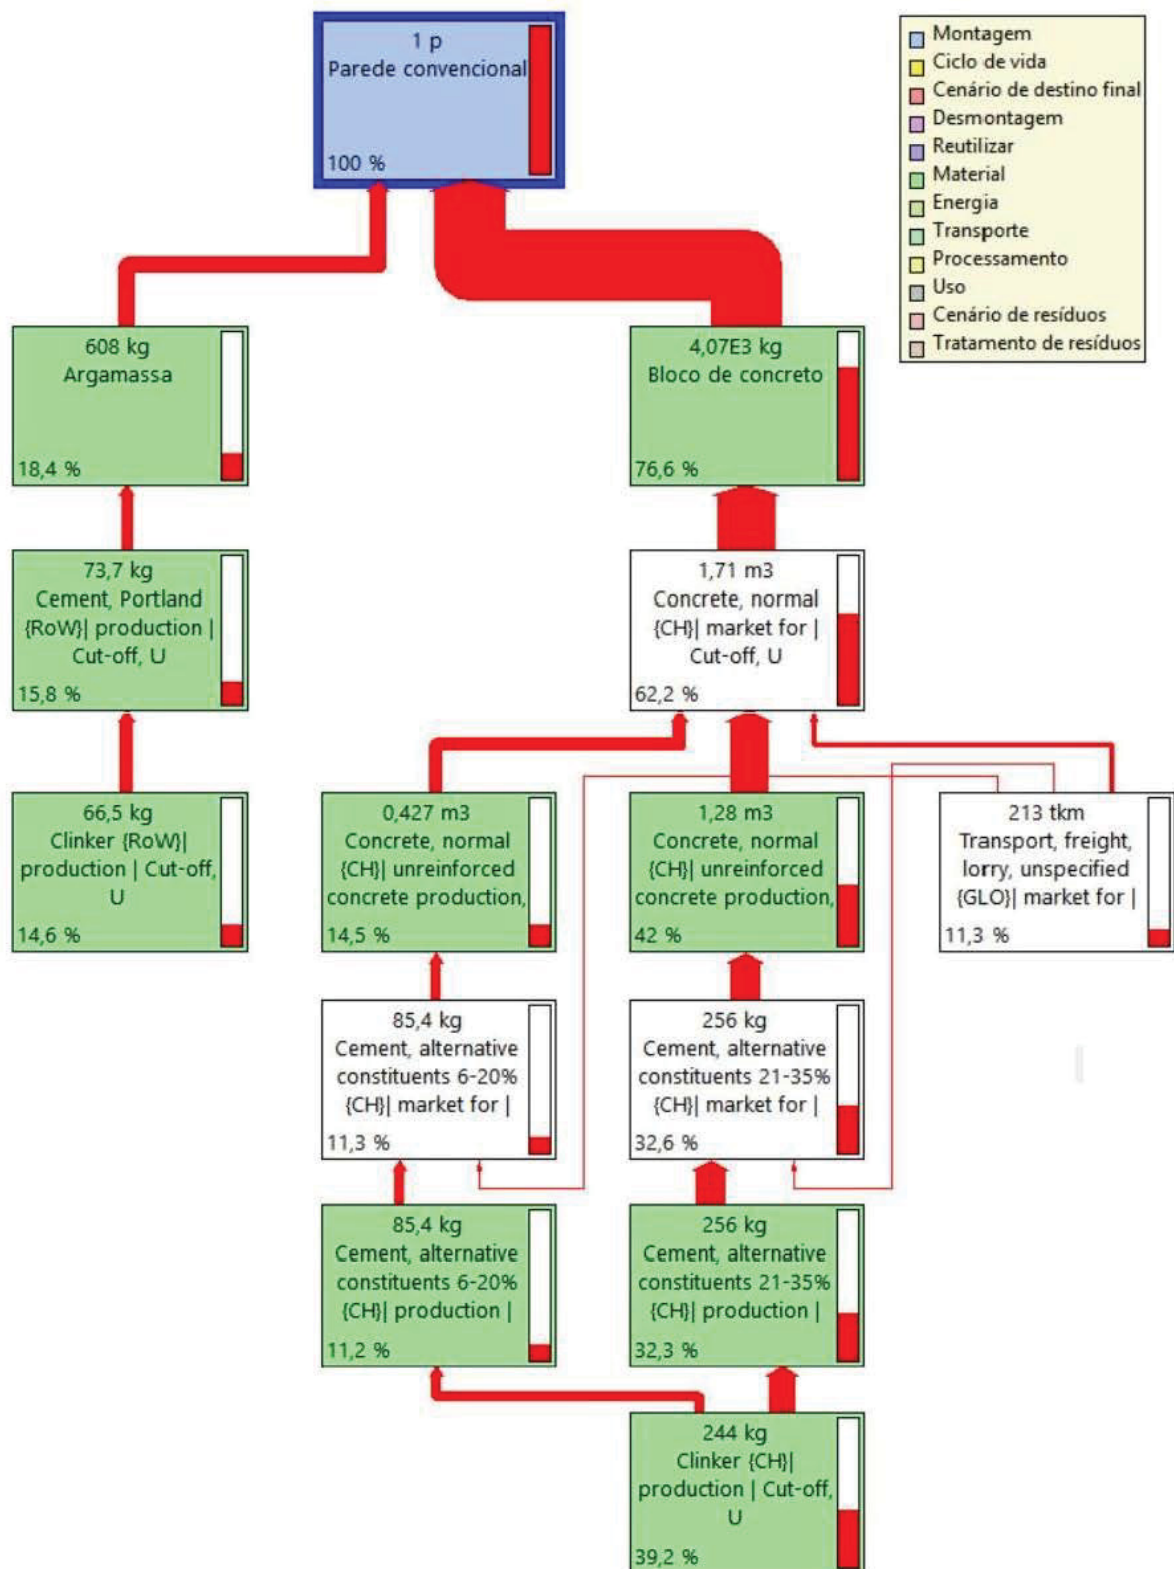 1 p
Parede convencional
100 %
Montagem
Ciclo de vida
Cenário de destino final
Desmontagem
Reutilizar
Material
Energia
Transporte
Processamento
Uso
Cenário de resíduos
Tratamento de resíduos
608 kg
Argamassa
18,4 %
4,07E3 kg
Bloco de concreto
76,6 %
73,7 kg
Cement, Portland
{RoW}| production |
Cut-off, U
15,8 %
1,71 m3
Concrete, normal
{CH}| market for |
Cut-off, U
62,2 %
66,5 kg
Clinker {RoW}|
production | Cut-off,
U
14,6 %
0,427 m3
Concrete, normal
{CH}| unreinforced
concrete production,
14,5 %
1,28 m3
Concrete, normal
{CH}| unreinforced
concrete production,
42 %
213 tkm
Transport, freight,
lorry, unspecified
{GLO}| market for |
11,3 %
85,4 kg
Cement, alternative
constituents 6-20%
{CH}| market for |
11,3 %
256 kg
Cement, alternative
constituents 21-35%
{CH}| market for |
32,6 %
85,4 kg
Cement, alternative
constituents 6-20%
{CH}| production |
11,2 %
256 kg
Cement, alternative
constituents 21-35%
{CH}| production |
32,3 %
244 kg
Clinker {CH}|
production | Cut-off,
U
39,2 %